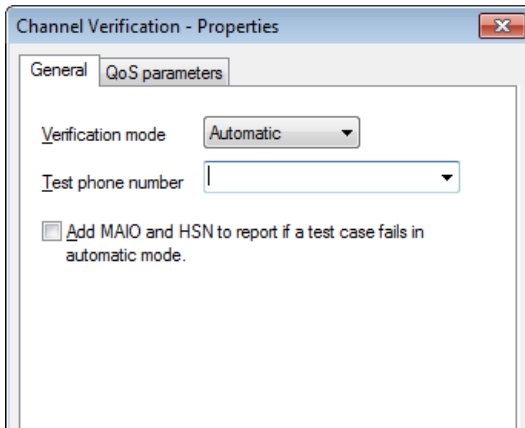 Channel Verification - Properties
General QoS parameters
Verification mode Automatic
Test phone number
Add MAIO and HSN to report if a test case fails in
automatic mode.